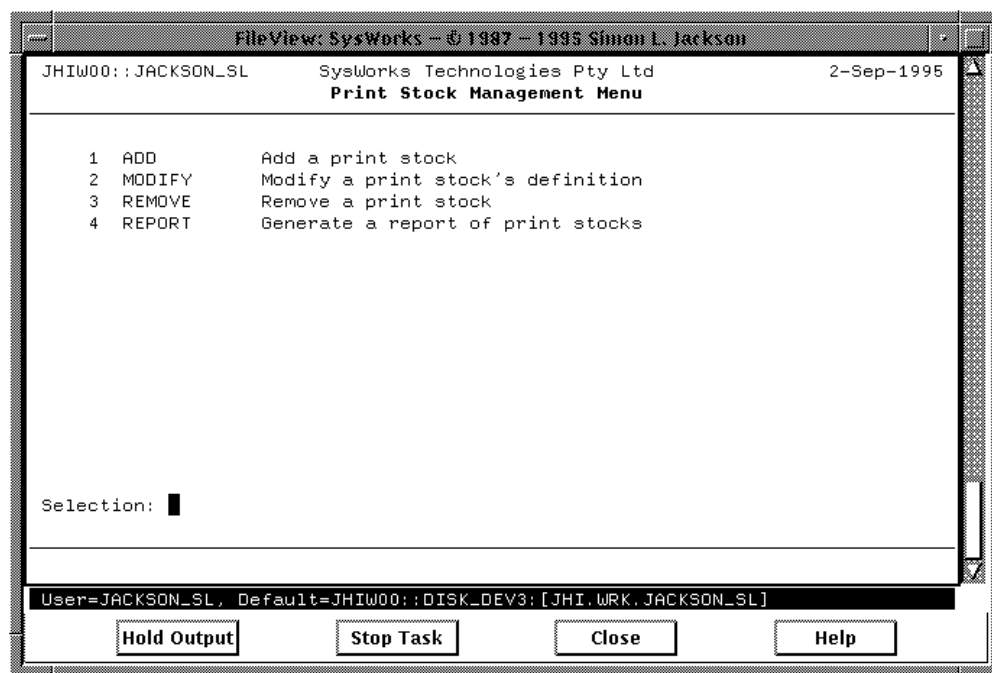 FileView: SysWorks – © 1987 – 1995 Simon L. Jackson
JHIW00::JACKSON_SL SysWorks Technologies Pty Ltd 2-Sep-1995
Print Stock Management Menu
1 ADD Add a print stock
2 MODIFY Modify a print stock's definition
3 REMOVE Remove a print stock
4 REPORT Generate a report of print stocks
Selection:
User=JACKSON_SL, Default=JHIW00::DISK_DEV3:[JHI.WRK.JACKSON_SL]
Hold Output Stop Task Close Help